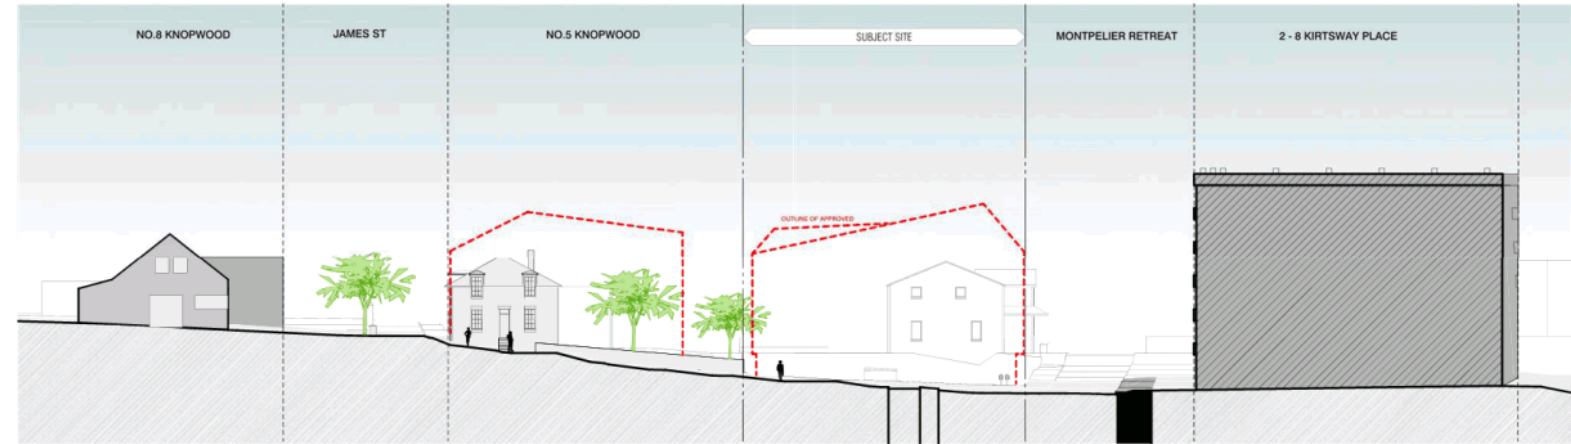 NO.8 KNOPWOOD
JAMES ST
NO.5 KNOPWOOD
SUBJECT SITE
MONTPELIER RETREAT
2 - 8 KIRTSWAY PLACE
OUTLINE OF APPROVED